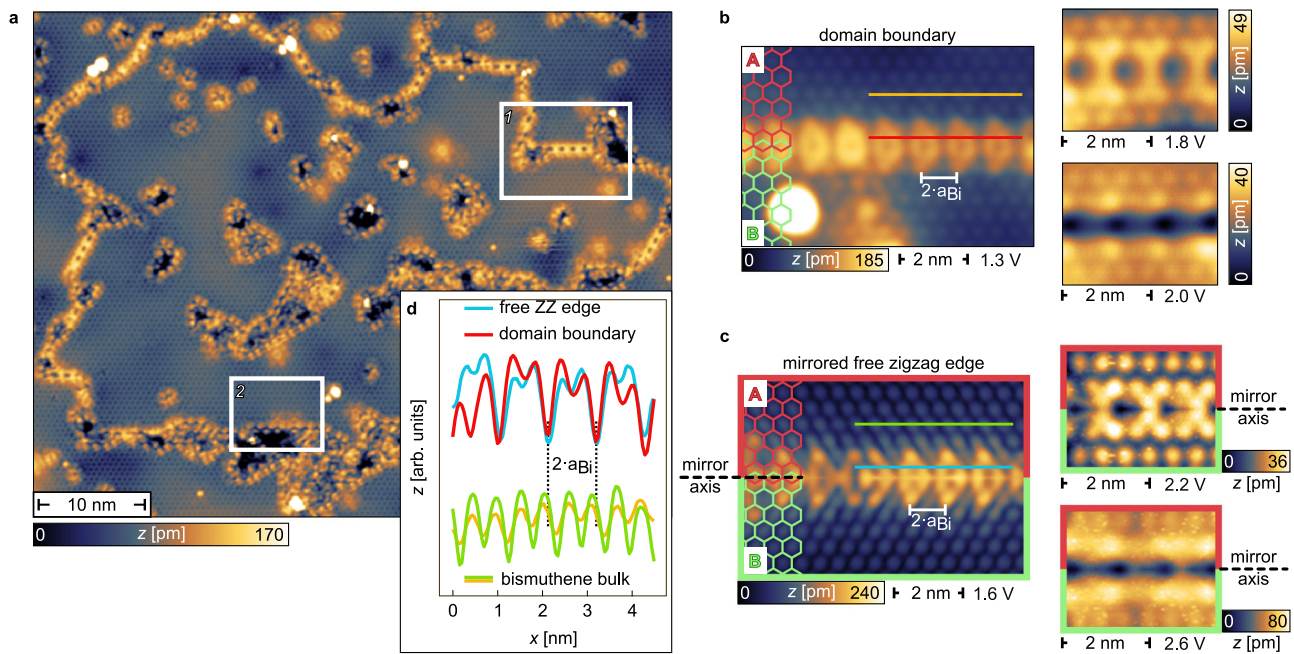 a
1
2
10 nm
0 z [pm] 170
d
free ZZ edge
domain boundary
z [arb. units]
2·aBi
bismuthene bulk
0 1 2 3 4
x [nm]
b
domain boundary
A
B
2·aBi
0 z [pm] 185 2 nm 1.3 V
0 z [pm] 49
2 nm 1.8 V
0 z [pm] 40
2 nm 2.0 V
c
mirrored free zigzag edge
A
B
mirror
axis
2·aBi
0 z [pm] 240 2 nm 1.6 V
mirror
axis
0 36
2 nm 2.2 V z [pm]
mirror
axis
0 80
2 nm 2.6 V z [pm]